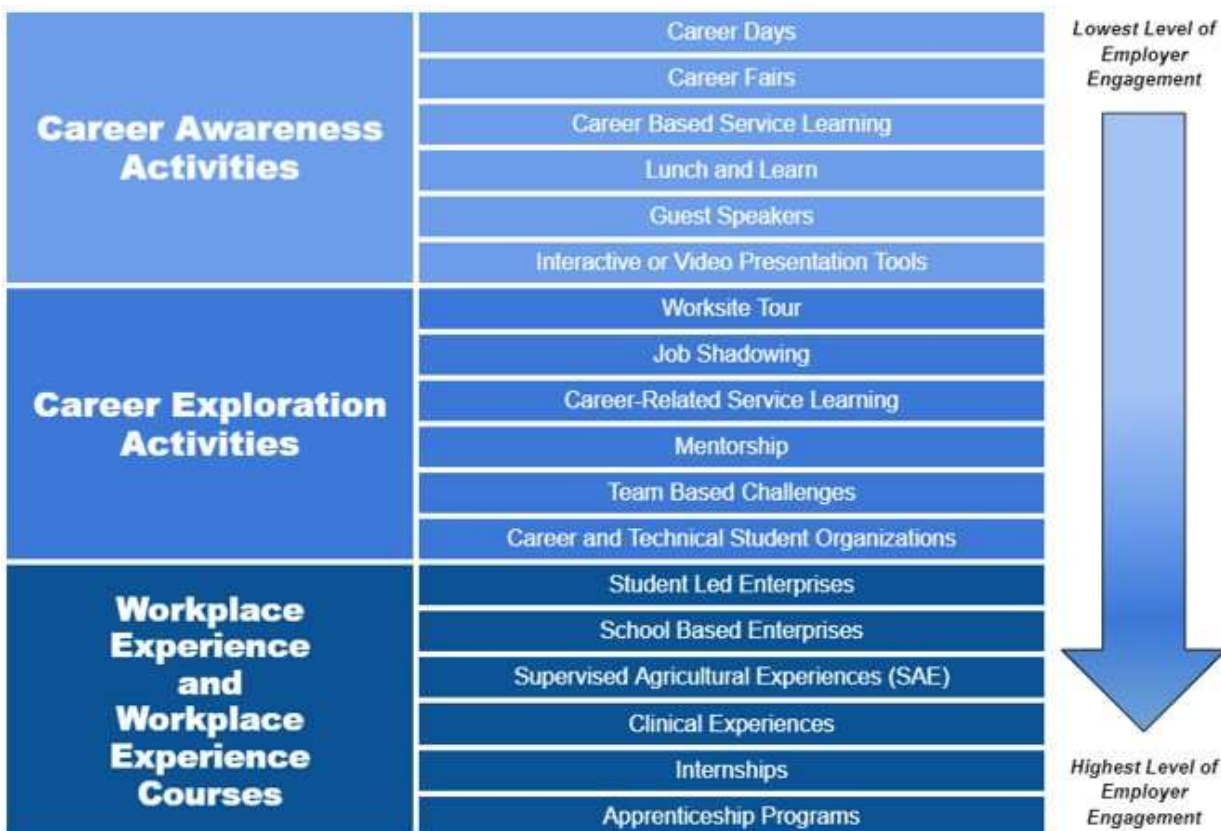 Career Awareness
Activities
Career Days
Career Fairs
Career Based Service Learning
Lunch and Learn
Guest Speakers
Interactive or Video Presentation Tools
Career Exploration
Activities
Worksite Tour
Job Shadowing
Career-Related Service Learning
Mentorship
Team Based Challenges
Career and Technical Student Organizations
Workplace
Experience
and
Workplace
Experience
Courses
Student Led Enterprises
School Based Enterprises
Supervised Agricultural Experiences (SAE)
Clinical Experiences
Internships
Apprenticeship Programs
Lowest Level of
Employer
Engagement
Highest Level of
Employer
Engagement